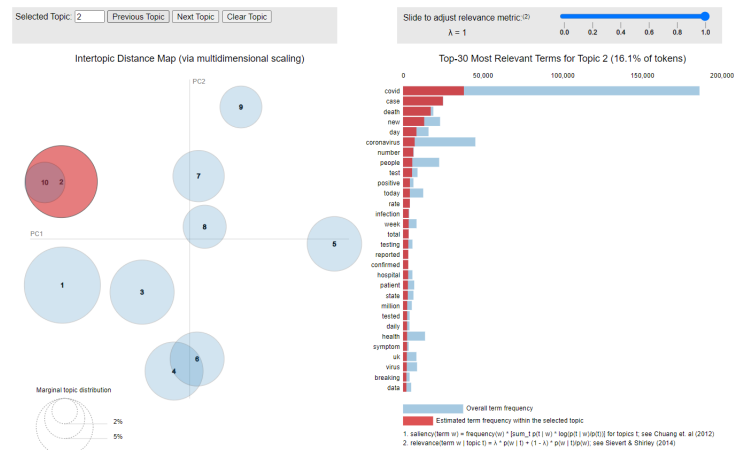 Selected Topic: 2 Previous Topic Next Topic Clear Topic
Slide to adjust relevance metric:(2)
λ = 1
0.0 0.2 0.4 0.6 0.8 1.0
Intertopic Distance Map (via multidimensional scaling)
PC2
PC1
9
10 2
7
8
5
1
3
6
4
Marginal topic distribution
2%
5%
Top-30 Most Relevant Terms for Topic 2 (16.1% of tokens)
0 50,000 100,000 150,000 200,000
covid
case
death
new
day
coronavirus
number
people
test
positive
today
rate
infection
week
total
testing
reported
confirmed
hospital
patient
state
million
tested
daily
health
symptom
uk
virus
breaking
data
Overall term frequency
Estimated term frequency within the selected topic
1. saliency(term w) = frequency(w) * [sum_t p(t | w) * log(p(t | w)/p(t))] for topics t; see Chuang et. al (2012)
2. relevance(term w | topic t) = λ * p(w | t) + (1 - λ) * p(w | t)/p(w); see Sievert & Shirley (2014)